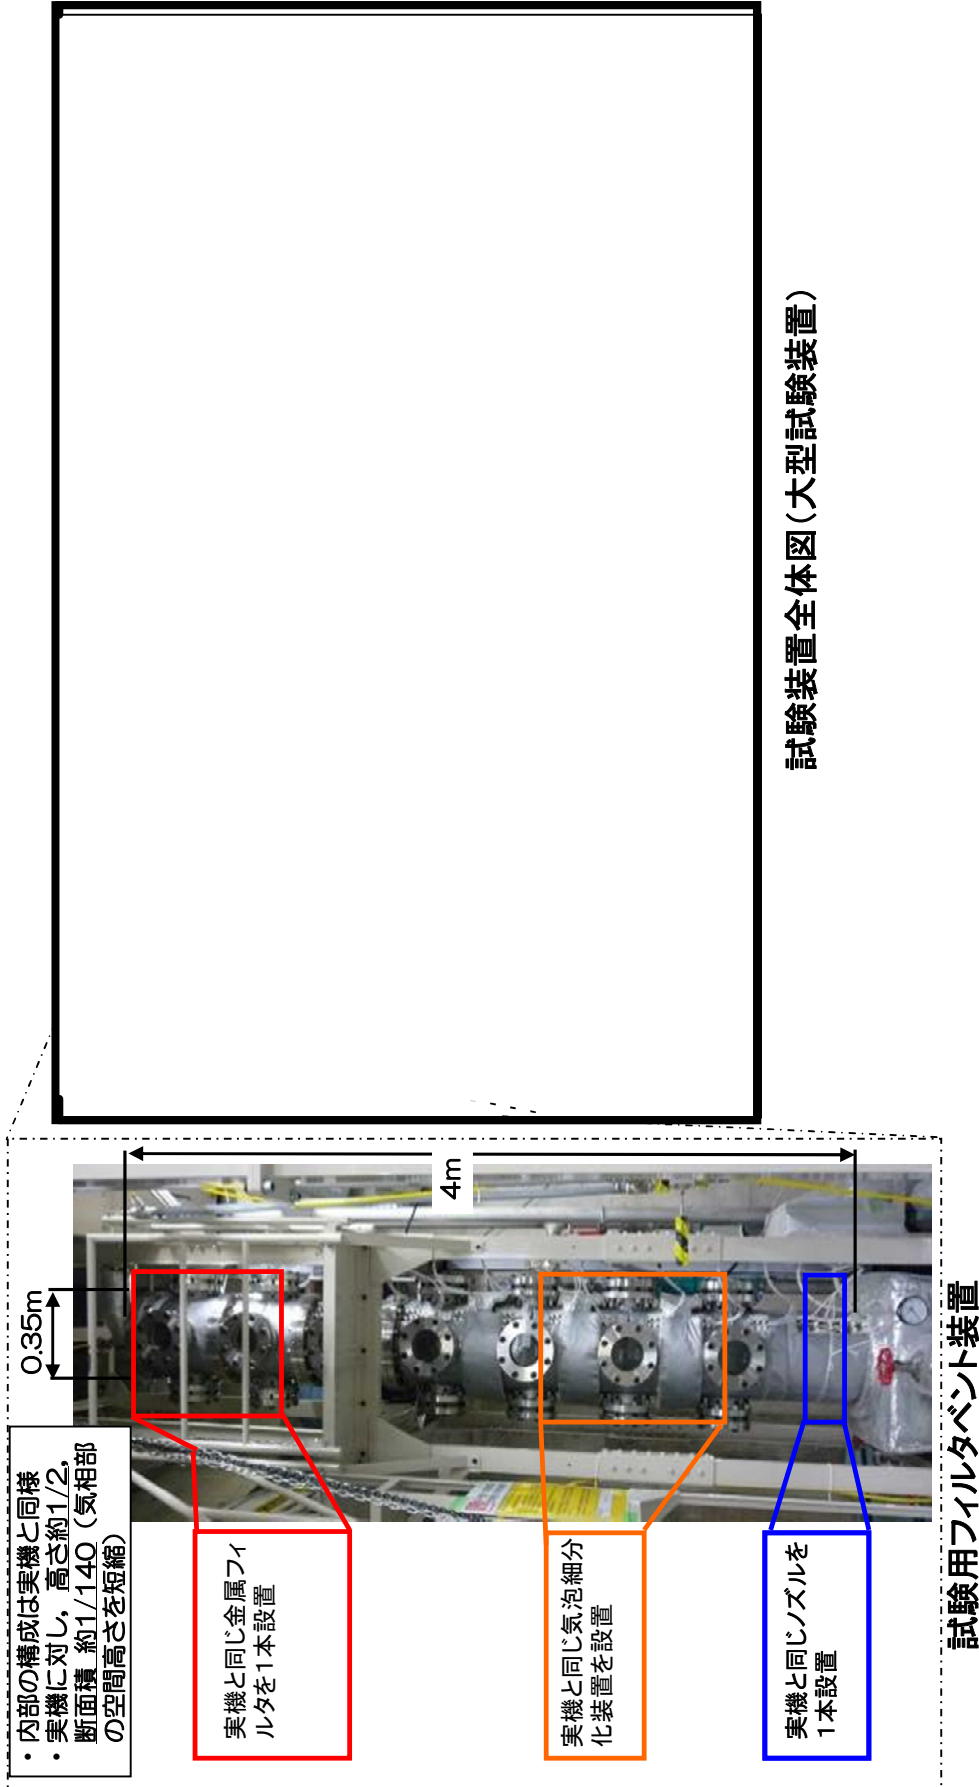 ・内部の構成は実機と同様
・実機に対し，高さ約1/2，
断面積 約1/140（気相部
の空間高さを短縮）
0.35m
4m
実機と同じ金属フィ
ルタを1本設置
実機と同じ気泡細分
化装置を設置
実機と同じノズルを
1本設置
試験用フィルタベント装置
試験装置全体図（大型試験装置）